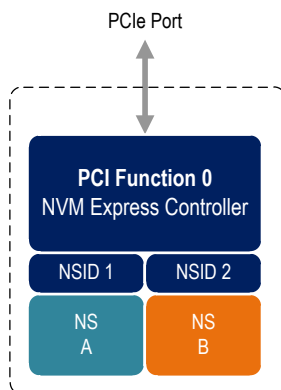 PCIe Port
PCI Function 0
NVM Express Controller
NSID 1
NSID 2
NS
A
NS
B